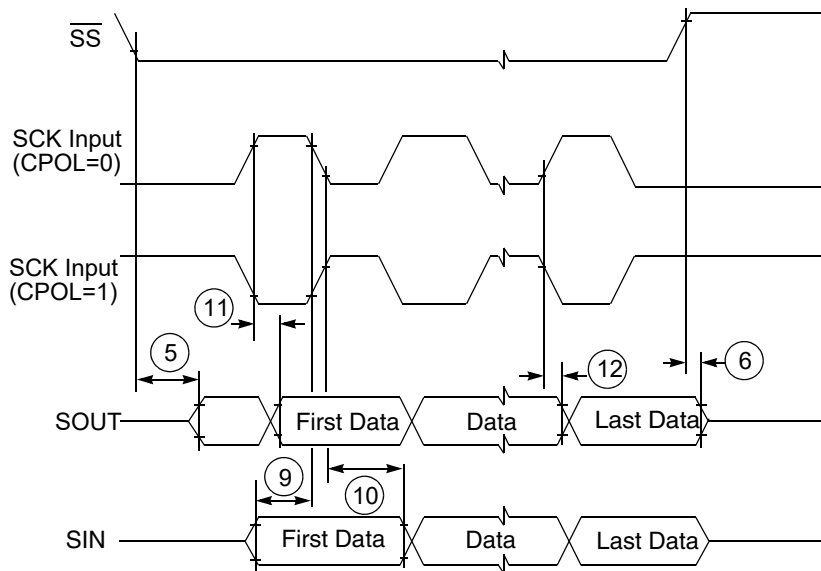 SS
SCK Input
(CPOL=0)
SCK Input
(CPOL=1)
11
5
12
6
SOUT
First Data
Data
Last Data
9
10
SIN
First Data
Data
Last Data